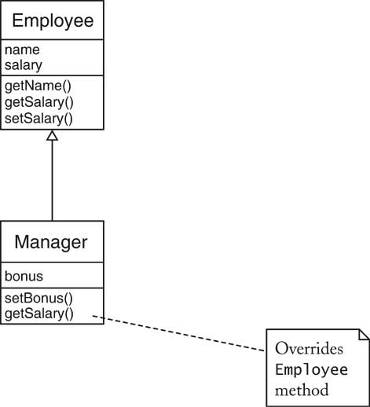 Employee
name
salary
getName()
getSalary()
setSalary()
Manager
bonus
setBonus()
getSalary()
Overrides
Employee
method